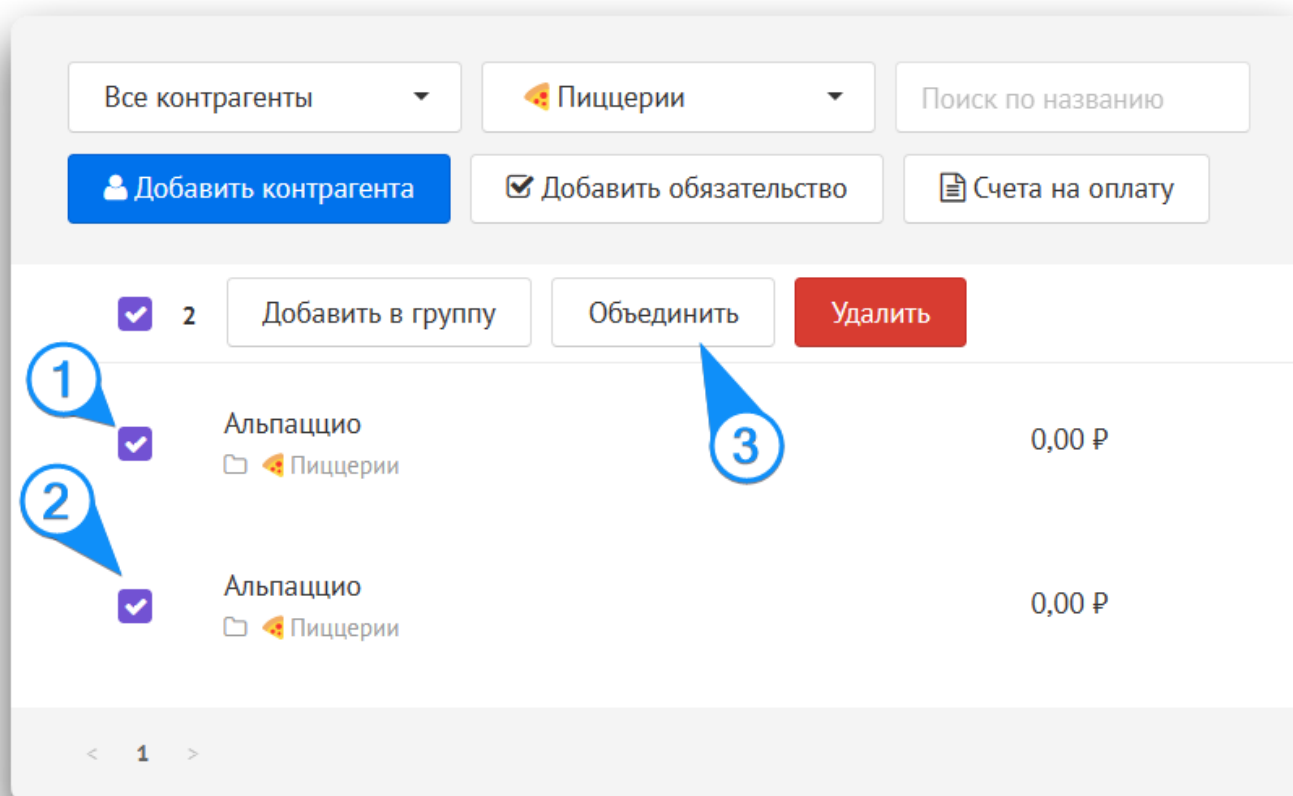 Все контрагенты Пиццерии Поиск по названию
Добавить контрагента Добавить обязательство Счета на оплату
2 Добавить в группу Объединить Удалить
1
Альпаццио 0,00 ₽
Пиццерии
3
2
Альпаццио 0,00 ₽
Пиццерии
< 1 >